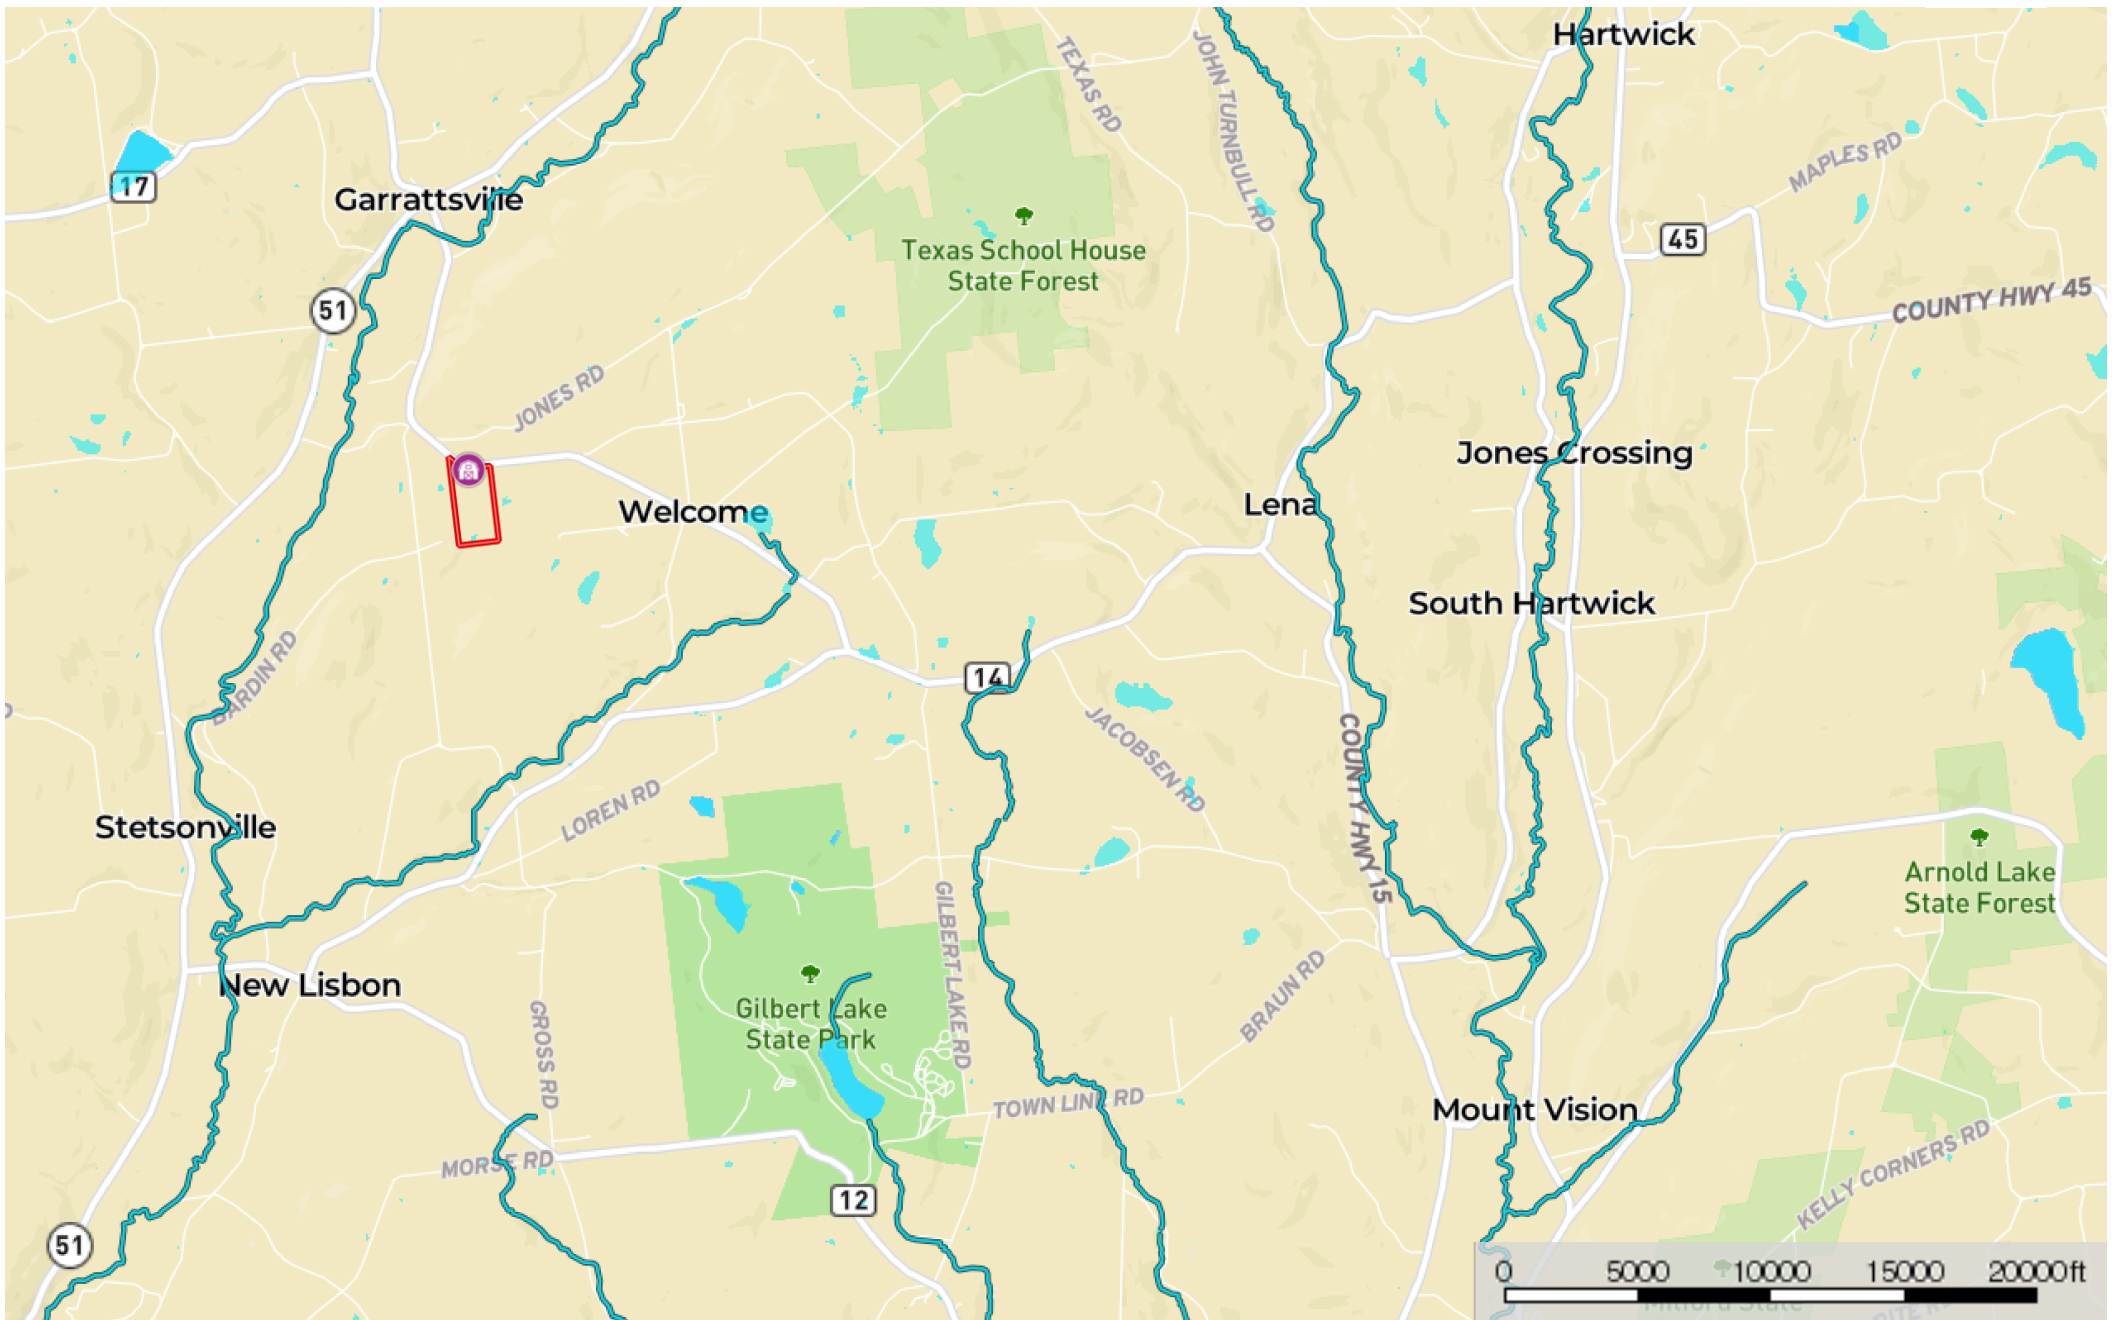 Hartwick
TEXAS RD
JOHN TURNBULL RD
MAPLES RD
17
Garrattsville
45
Texas School House
State Forest
COUNTY HWY 45
51
JONES RD
Jones Crossing
Welcome
Lena
South Hartwick
BARDIN RD
14
JACOBSEN RD
COUNTY HWY 15
LOREN RD
Stetsonville
Arnold Lake
State Forest
GILBERT LAKE RD
New Lisbon
Gilbert Lake
State Park
BRAUN RD
GROSS RD
TOWN LINE RD
Mount Vision
MORSE RD
KELLY CORNERS RD
12
51
0 5000 10000 15000 20000ft
Milford State